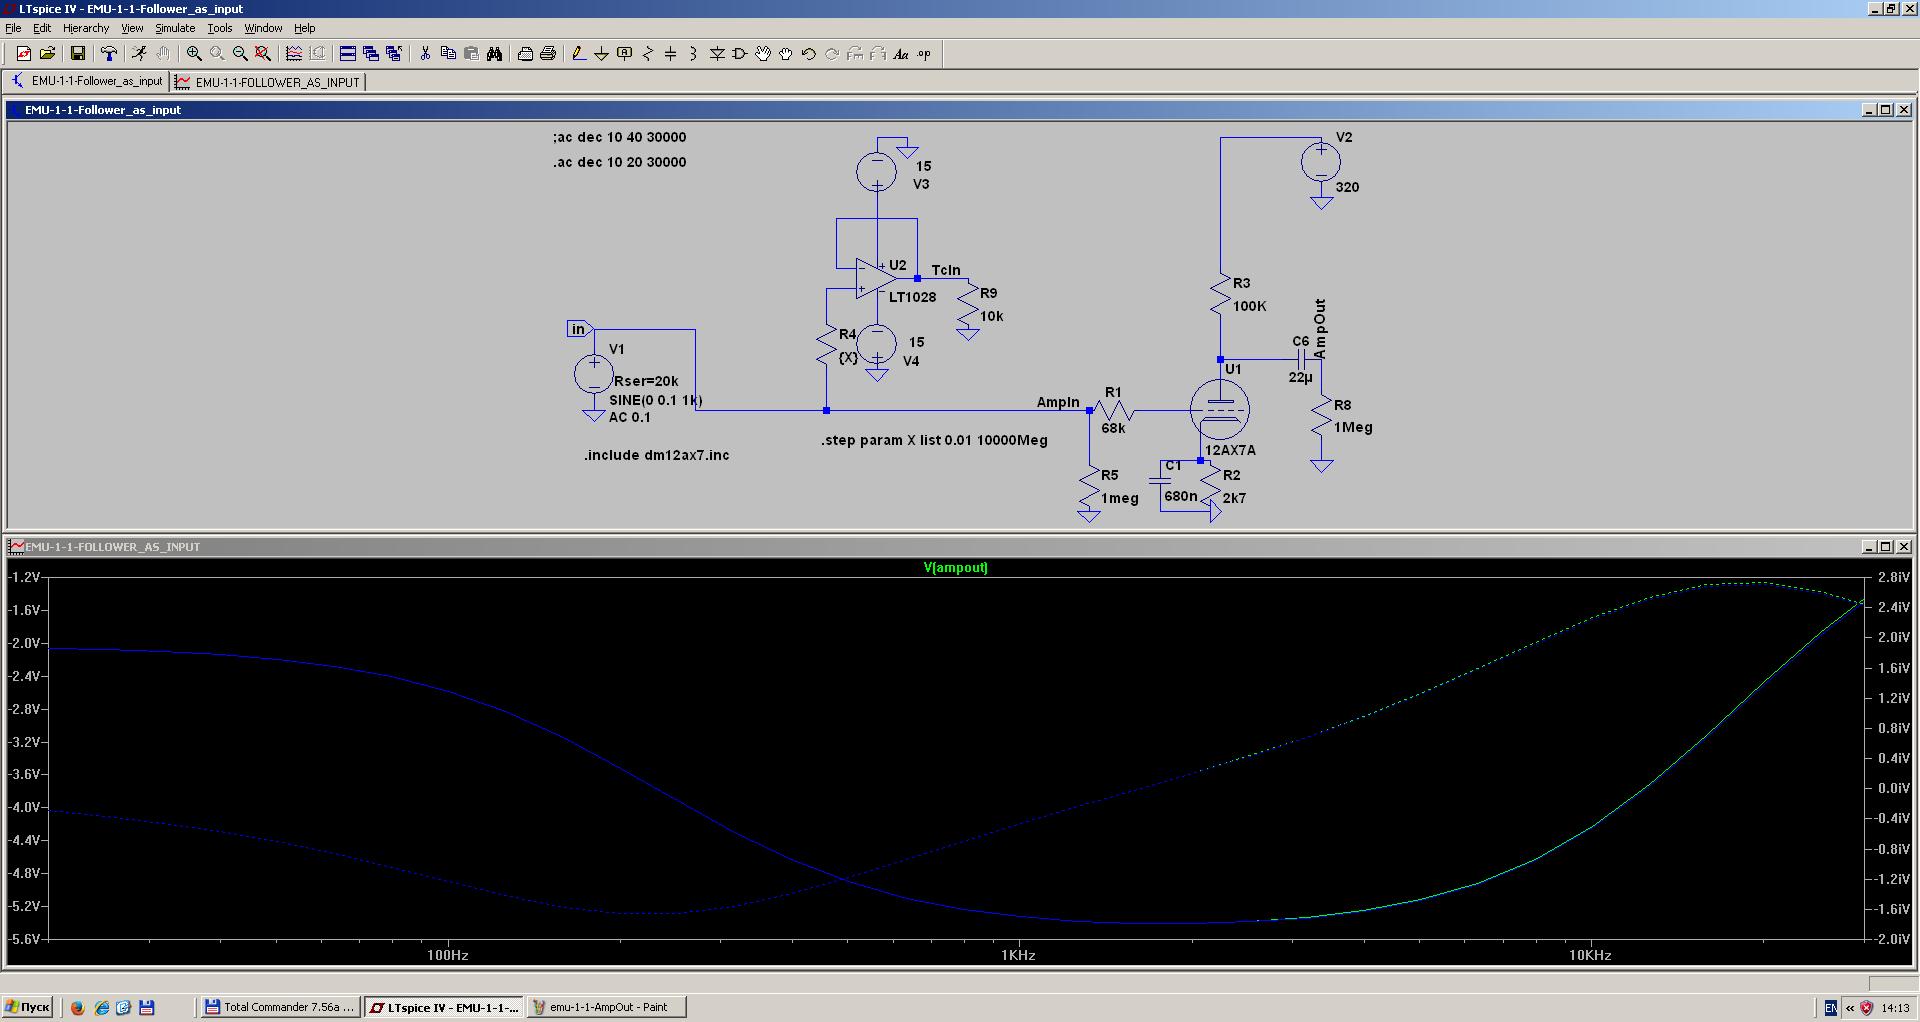 LTspice IV - EMU-1-1-Follower_as_input
File Edit Hierarchy View Simulate Tools Window Help
Aa .op
EMU-1-1-Follower_as_input
EMU-1-1-FOLLOWER_AS_INPUT
EMU-1-1-Follower_as_input
;ac dec 10 40 30000
.ac dec 10 20 30000
15
V3
V2
320
U2
LT1028
TcIn
R9
10k
R4
{X}
15
V4
R3
100K
AmpOut
C6
22µ
in
V1
Rser=20k
SINE(0 0.1 1k)
AC 0.1
AmpIn
R1
68k
U1
12AX7A
R8
1Meg
.include dm12ax7.inc
.step param X list 0.01 10000Meg
R5
1meg
C1
680n
R2
2k7
EMU-1-1-FOLLOWER_AS_INPUT
V(ampout)
-1.2V
-1.6V
-2.0V
-2.4V
-2.8V
-3.2V
-3.6V
-4.0V
-4.4V
-4.8V
-5.2V
-5.6V
2.8iV
2.4iV
2.0iV
1.6iV
1.2iV
0.8iV
0.4iV
0.0iV
-0.4iV
-0.8iV
-1.2iV
-1.6iV
-2.0iV
100Hz
1KHz
10KHz
Пуск
Total Commander 7.56a ...
LTspice IV - EMU-1-1-...
emu-1-1-AmpOut - Paint
EN
«
14:13